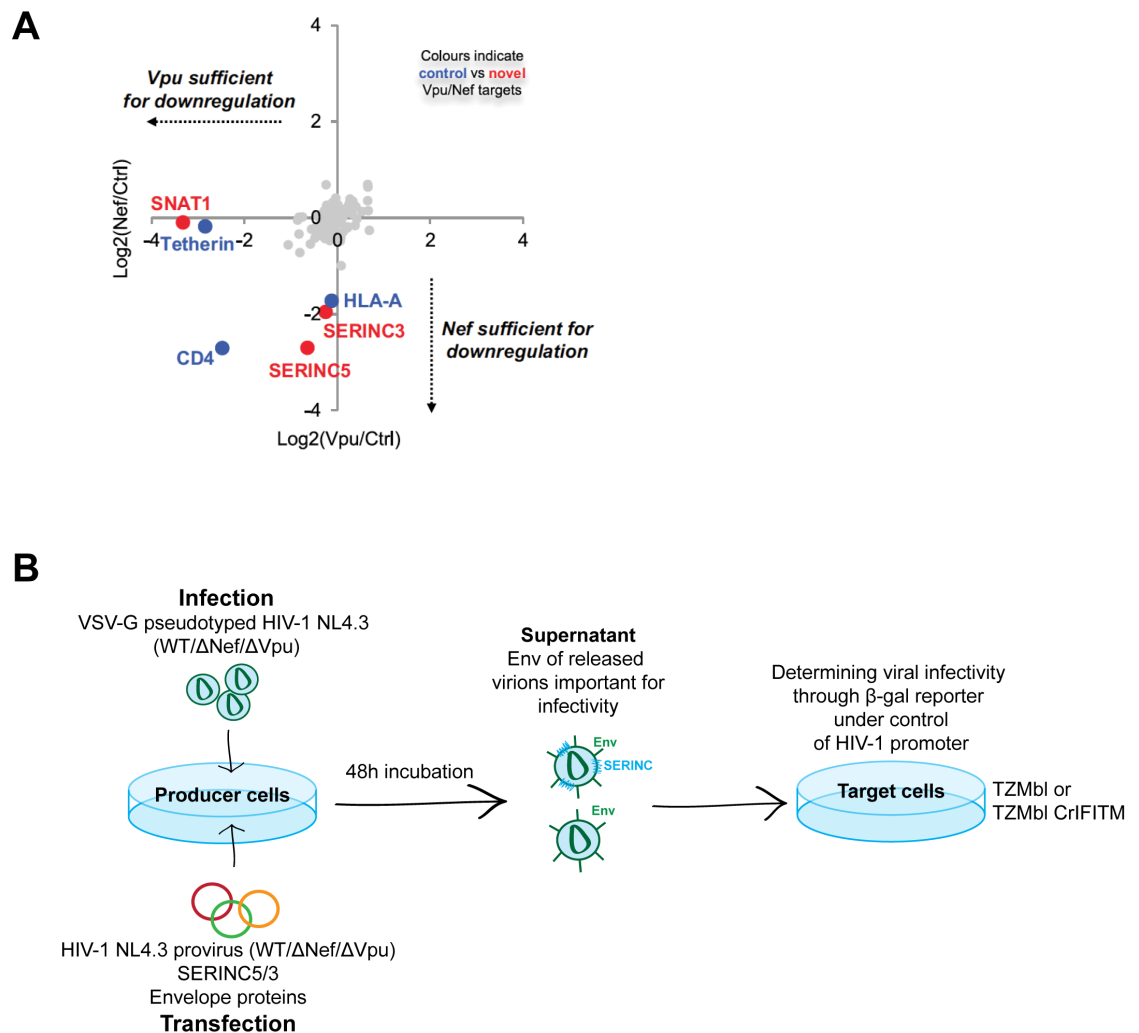 A
4
Colours indicate
control vs novel
Vpu/Nef targets
Vpu sufficient
for downregulation
2
Log2(Nef/Ctrl)
SNAT1
0
-4
Tetherin
-2
0
2
4
HLA-A
-2
SERINC3
Nef sufficient for
downregulation
CD4
SERINC5
-4
Log2(Vpu/Ctrl)
B
Infection
VSV-G pseudotyped HIV-1 NL4.3
(WT/ΔNef/ΔVpu)
Producer cells
HIV-1 NL4.3 provirus (WT/ΔNef/ΔVpu)
SERINC5/3
Envelope proteins
Transfection
48h incubation
Supernatant
Env of released
virions important for
infectivity
Env
SERINC
Env
Determining viral infectivity
through β-gal reporter
under control
of HIV-1 promoter
Target cells
TZMbl or
TZMbl CrIFITM